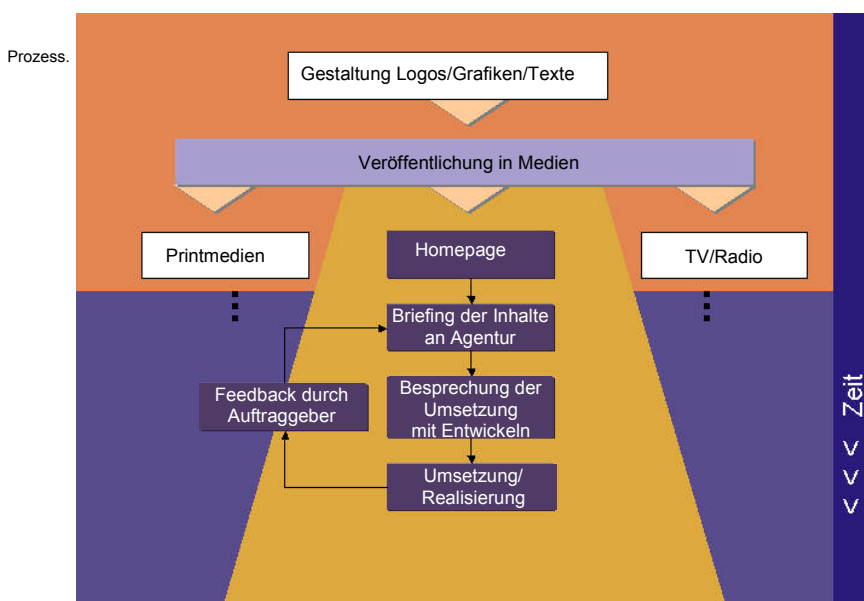 Prozess.
Gestaltung Logos/Grafiken/Texte
Veröffentlichung in Medien
Printmedien
Homepage
TV/Radio
Briefing der Inhalte
an Agentur
Feedback durch
Auftraggeber
Besprechung der
Umsetzung
mit Entwickeln
Umsetzung/
Realisierung
< < < Zeit